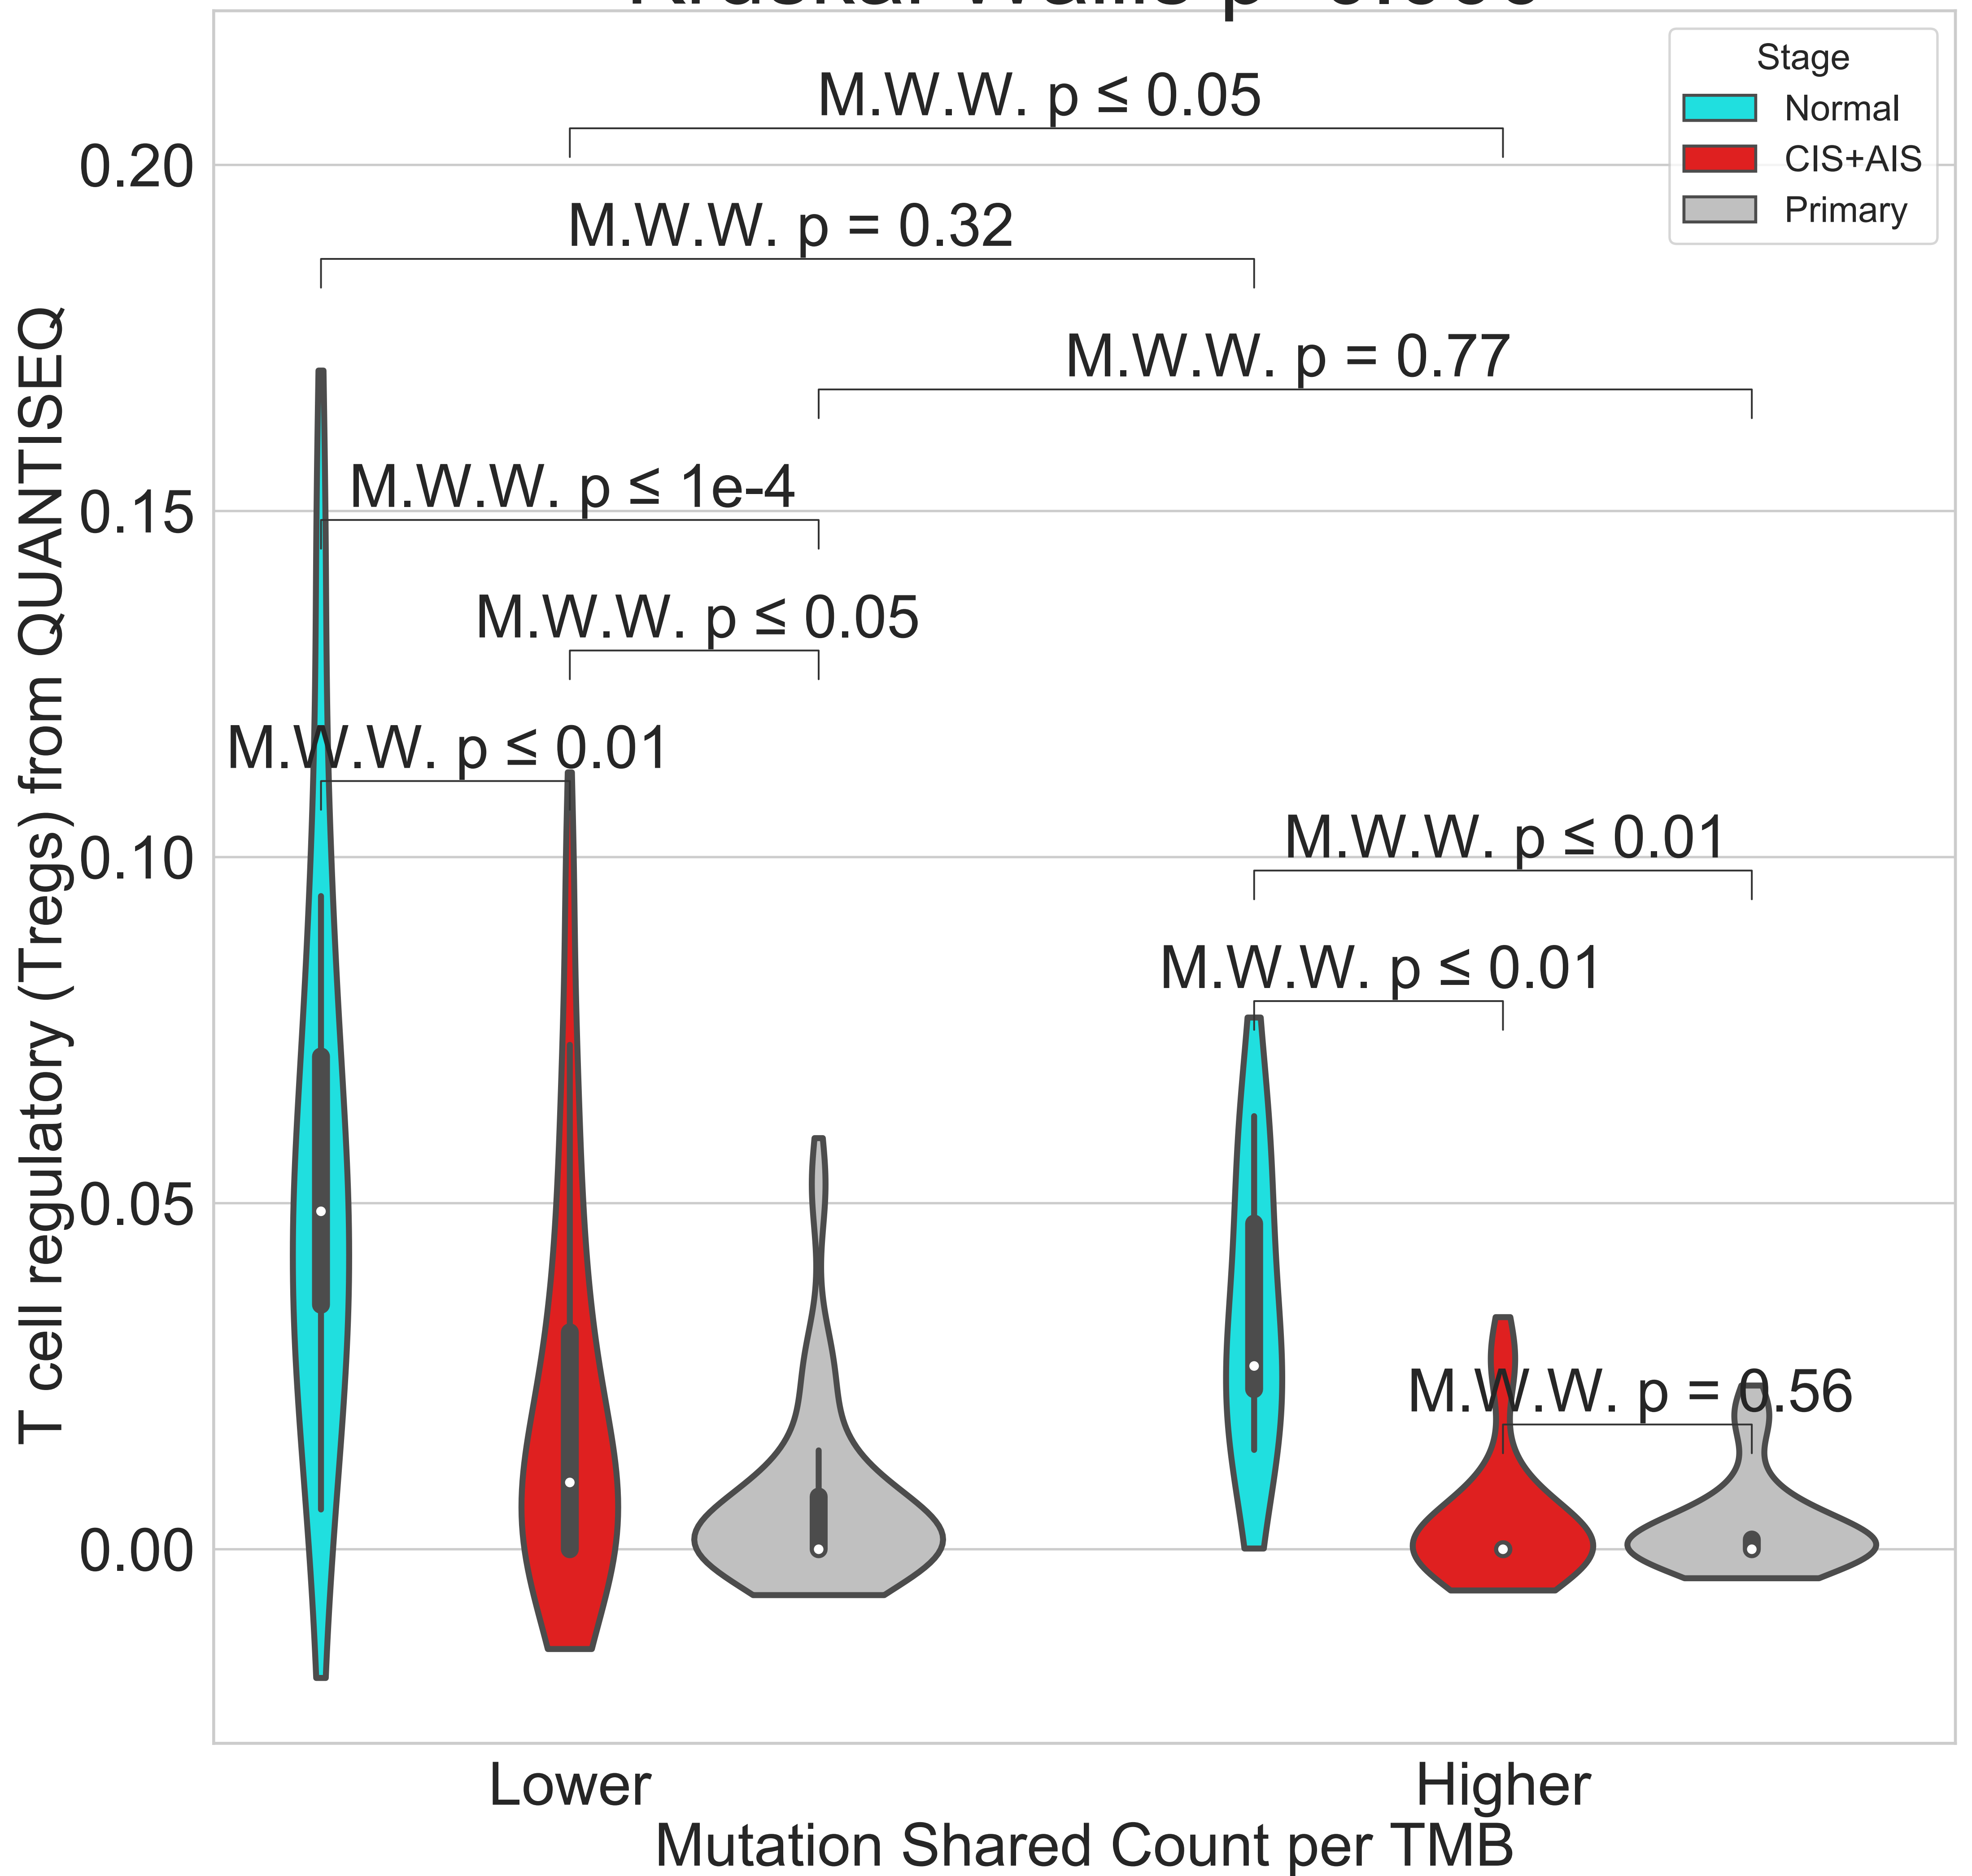 M.W.W. p ≤ 0.05
Stage
Normal
CIS+AIS
Primary
0.20
M.W.W. p = 0.32
M.W.W. p = 0.77
M.W.W. p ≤ 1e-4
0.15
M.W.W. p ≤ 0.05
M.W.W. p ≤ 0.01
0.10
M.W.W. p ≤ 0.01
M.W.W. p ≤ 0.01
0.05
M.W.W. p = 0.56
0.00
T cell regulatory (Tregs) from QUANTISEQ
Lower
Higher
Mutation Shared Count per TMB